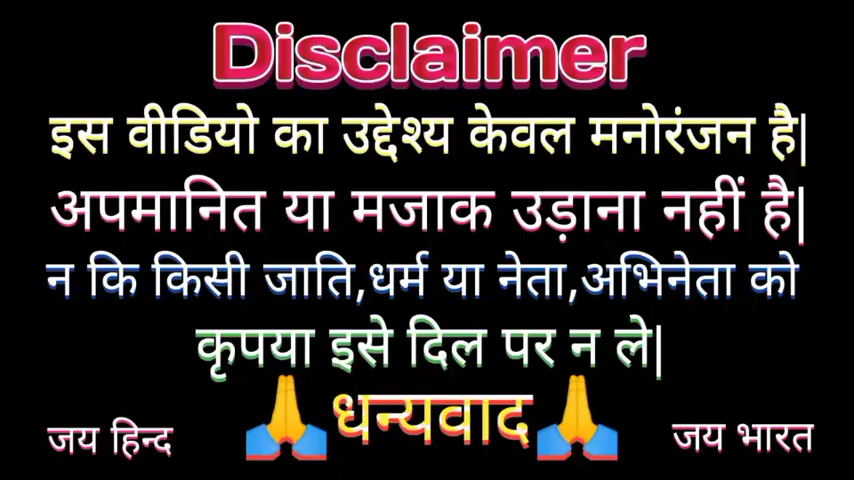 Disclaimer
इस वीडियो का उद्देश्य केवल मनोरंजन है|
अपमानित या मजाक उड़ाना नहीं है|
न कि किसी जाति,धर्म या नेता,अभिनेता को
कृपया इसे दिल पर न ले|
🙏धन्यवाद🙏
जय हिन्द
जय भारत